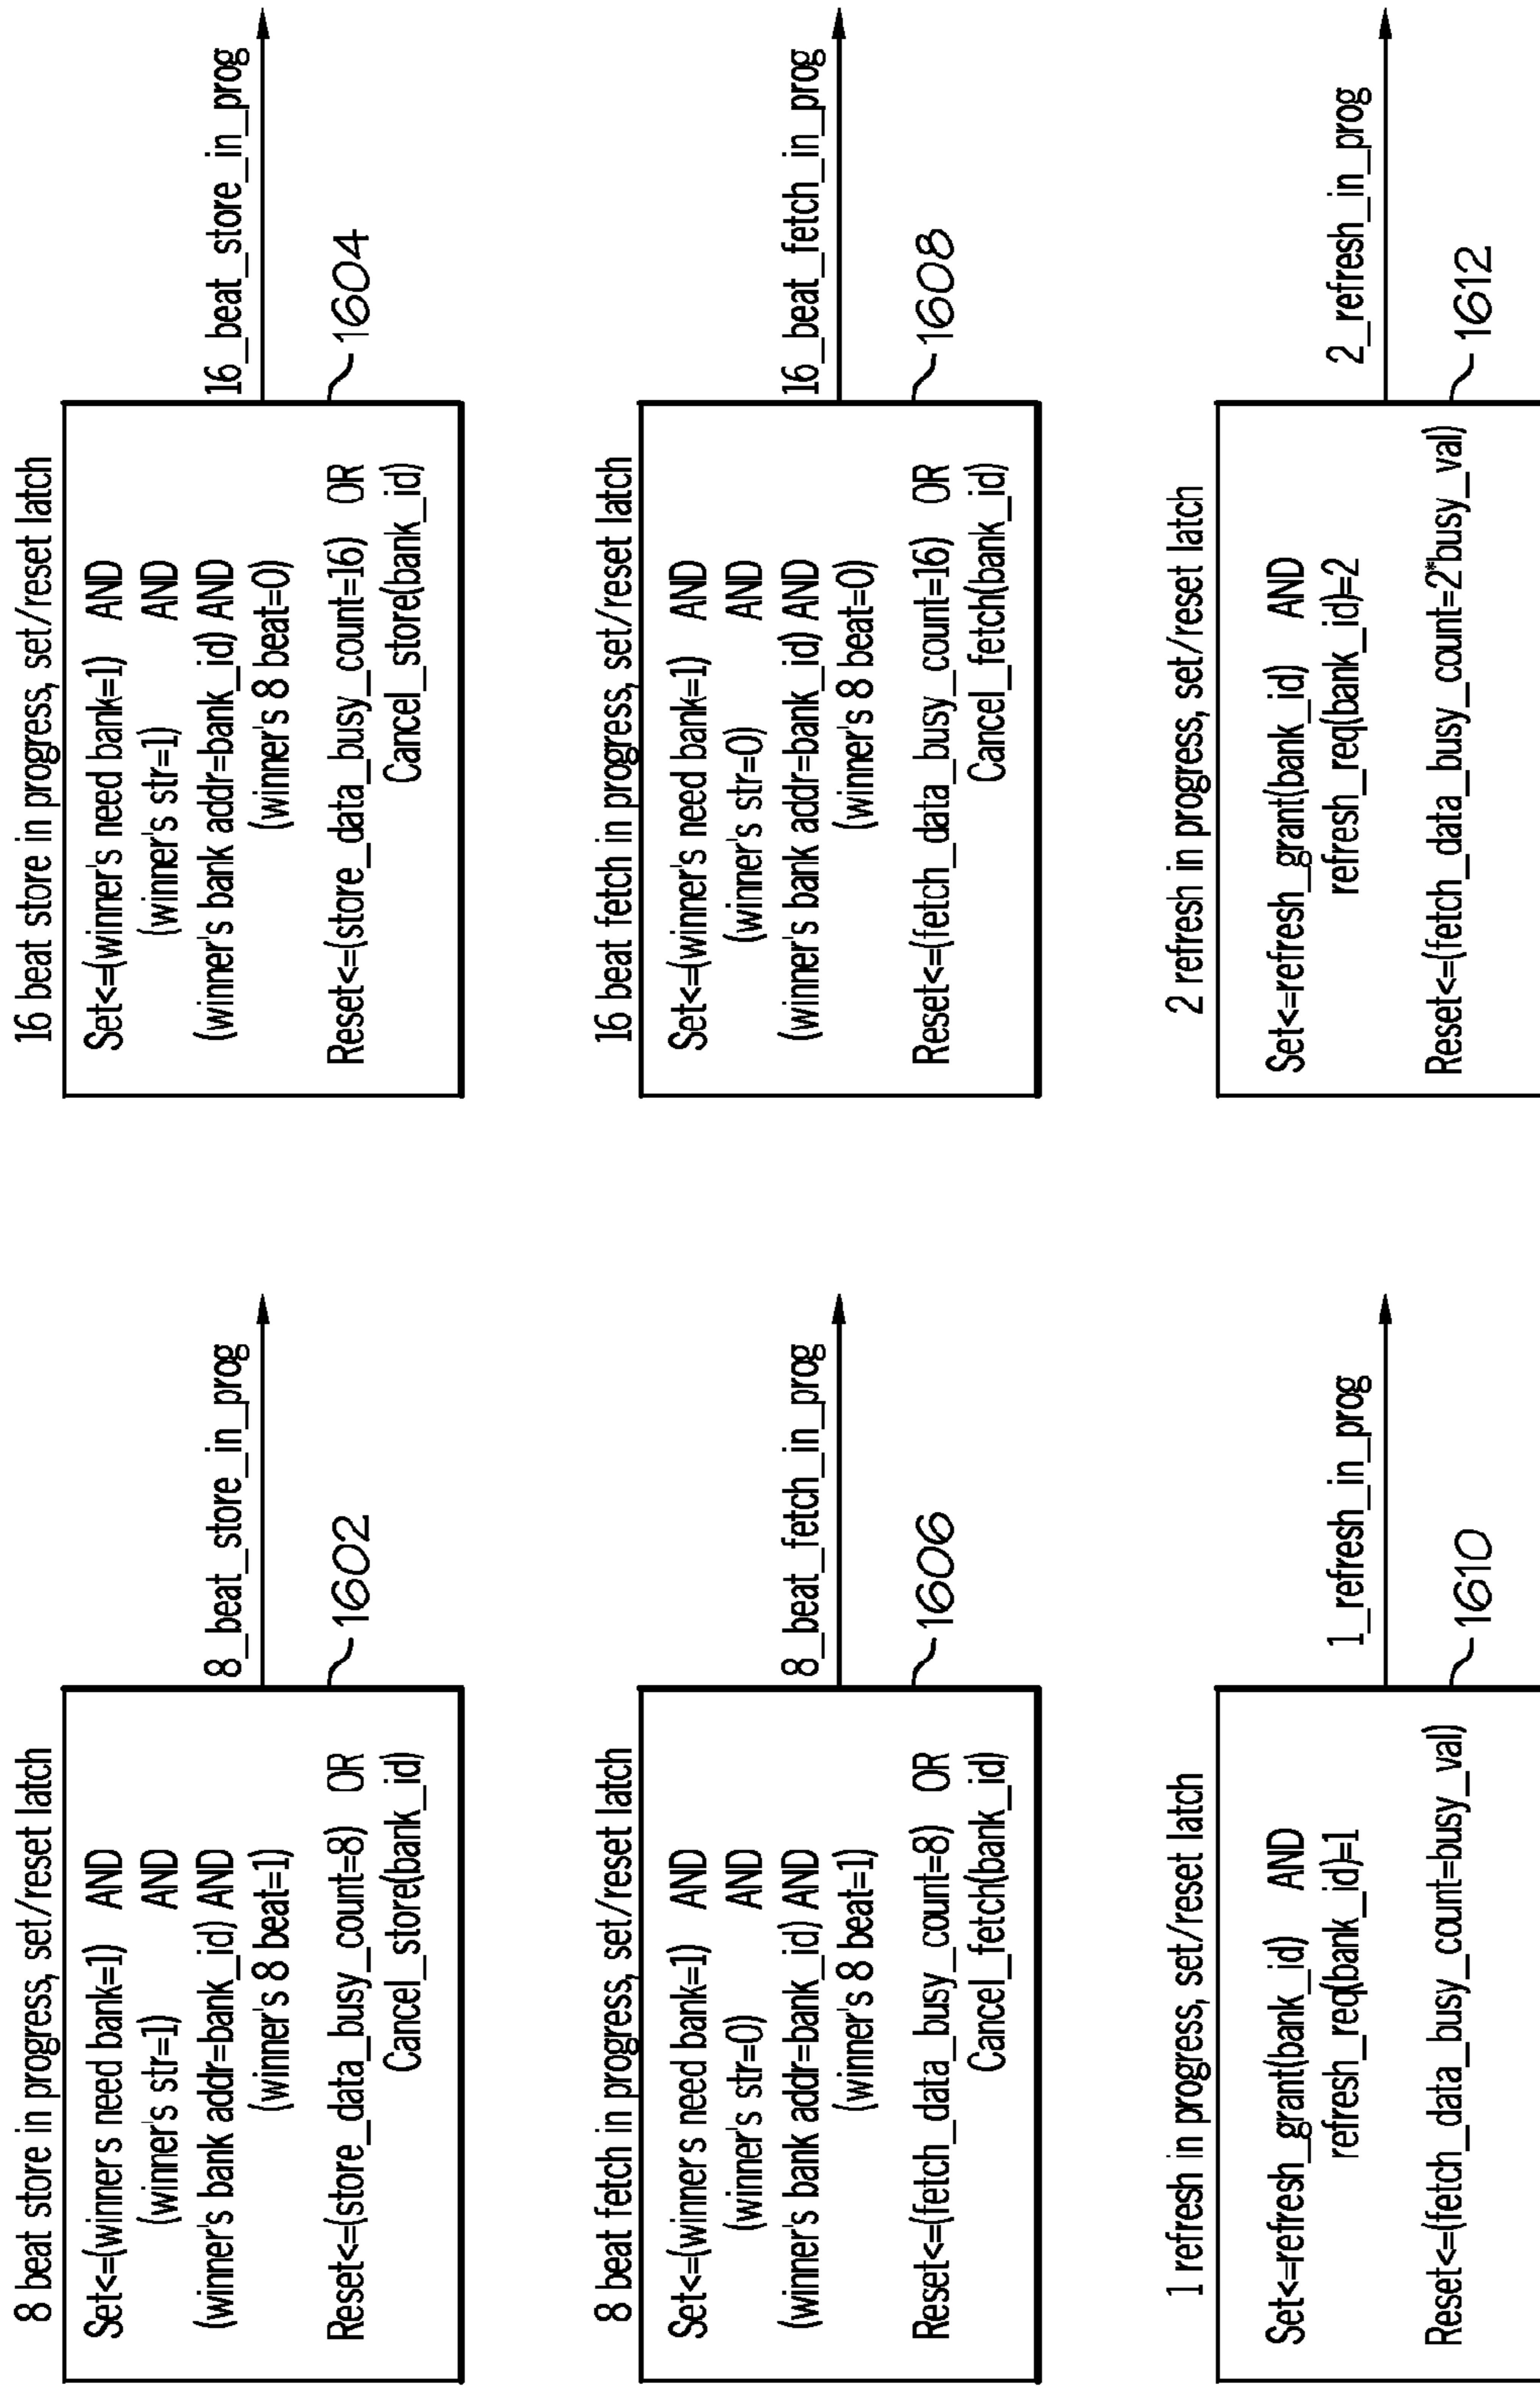 8 beat store in progress, set/reset latch
Set<=(winner's need bank=1) AND
(winner's str=1) AND
(winner's bank addr=bank_id) AND
(winner's 8 beat=1)
Reset<=(store_data_busy_count=8) OR
Cancel_store(bank_id)
8_beat_store_in_prog
1602
16 beat store in progress, set/reset latch
Set<=(winner's need bank=1) AND
(winner's str=1) AND
(winner's bank addr=bank_id) AND
(winner's 8 beat=0)
Reset<=(store_data_busy_count=16) OR
Cancel_store(bank_id)
16_beat_store_in_prog
1604
8 beat fetch in progress, set/reset latch
Set<=(winner's need bank=1) AND
(winner's str=0) AND
(winner's bank addr=bank_id) AND
(winner's 8 beat=1)
Reset<=(fetch_data_busy_count=8) OR
Cancel_fetch(bank_id)
8_beat_fetch_in_prog
1606
16 beat fetch in progress, set/reset latch
Set<=(winner's need bank=1) AND
(winner's str=0) AND
(winner's bank addr=bank_id) AND
(winner's 8 beat=0)
Reset<=(fetch_data_busy_count=16) OR
Cancel_fetch(bank_id)
16_beat_fetch_in_prog
1608
1 refresh in progress, set/reset latch
Set<=refresh_grant(bank_id) AND
refresh_req(bank_id)=1
Reset<=(fetch_data_busy_count=busy_val)
1_refresh_in_prog
1610
2 refresh in progress, set/reset latch
Set<=refresh_grant(bank_id) AND
refresh_req(bank_id)=2
Reset<=(fetch_data_busy_count=2*busy_val)
2_refresh_in_prog
1612